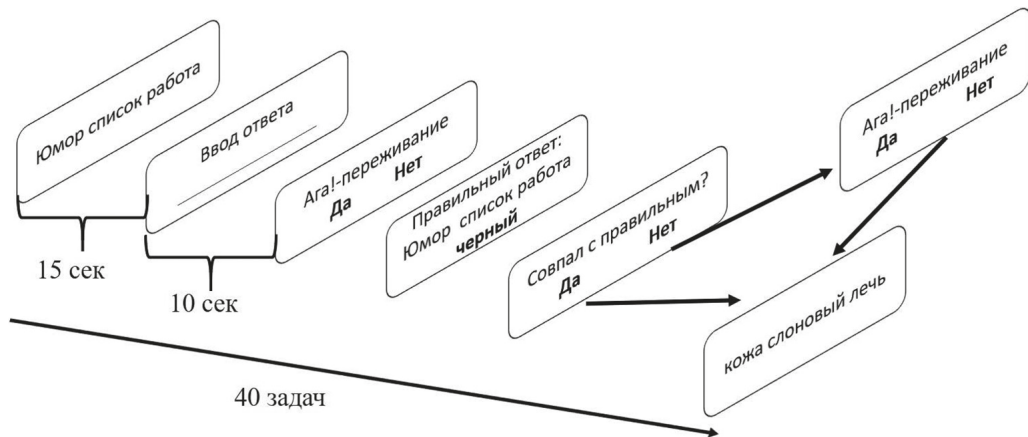 Юмор список работа
Ввод ответа
Ага!-переживание
Да Нет
Правильный ответ:
Юмор список работа
черный
Совпал с правильным?
Да Нет
Ага!-переживание
Да Нет
кожа слоновый лечь
15 сек
10 сек
40 задач